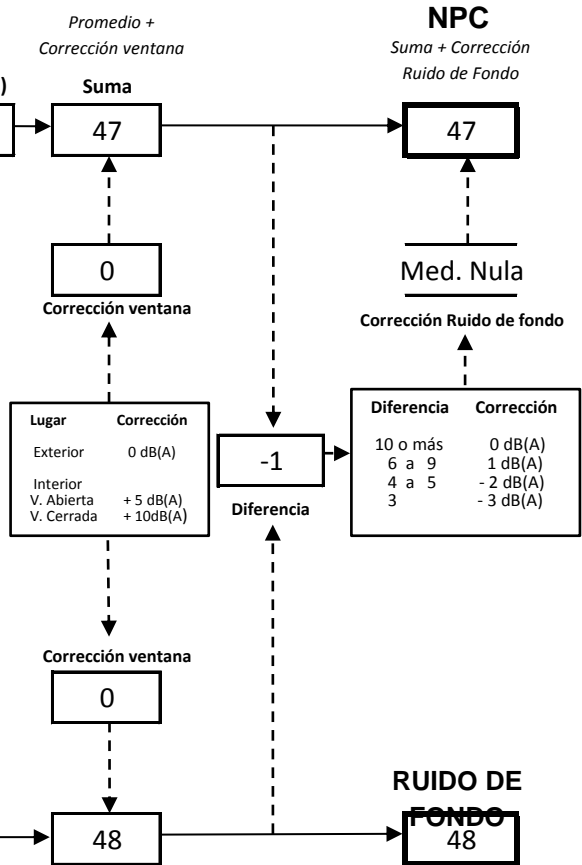 Promedio +
Corrección ventana
NPC
Suma + Corrección
Ruido de Fondo
)
Suma
47
47
0
Corrección ventana
Med. Nula
Corrección Ruido de fondo
Lugar Corrección
Exterior 0 dB(A)
Interior
V. Abierta + 5 dB(A)
V. Cerrada + 10dB(A)
-1
Diferencia
Diferencia Corrección
10 o más 0 dB(A)
6 a 9 1 dB(A)
4 a 5 - 2 dB(A)
3 - 3 dB(A)
Corrección ventana
0
RUIDO DE
FONDO
48
48